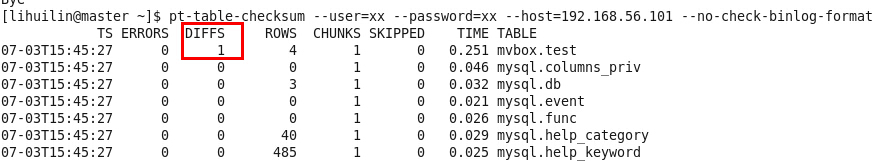 [lihuilin@master ~]$ pt-table-checksum --user=xx --password=xx --host=192.168.56.101 --no-check-binlog-format
TS ERRORS DIFFS ROWS CHUNKS SKIPPED TIME TABLE
07-03T15:45:27 0 1 4 1 0 0.251 mvbox.test
07-03T15:45:27 0 0 0 1 0 0.046 mysql.columns_priv
07-03T15:45:27 0 0 3 1 0 0.032 mysql.db
07-03T15:45:27 0 0 0 1 0 0.021 mysql.event
07-03T15:45:27 0 0 0 1 0 0.026 mysql.func
07-03T15:45:27 0 0 40 1 0 0.029 mysql.help_category
07-03T15:45:27 0 0 485 1 0 0.025 mysql.help_keyword